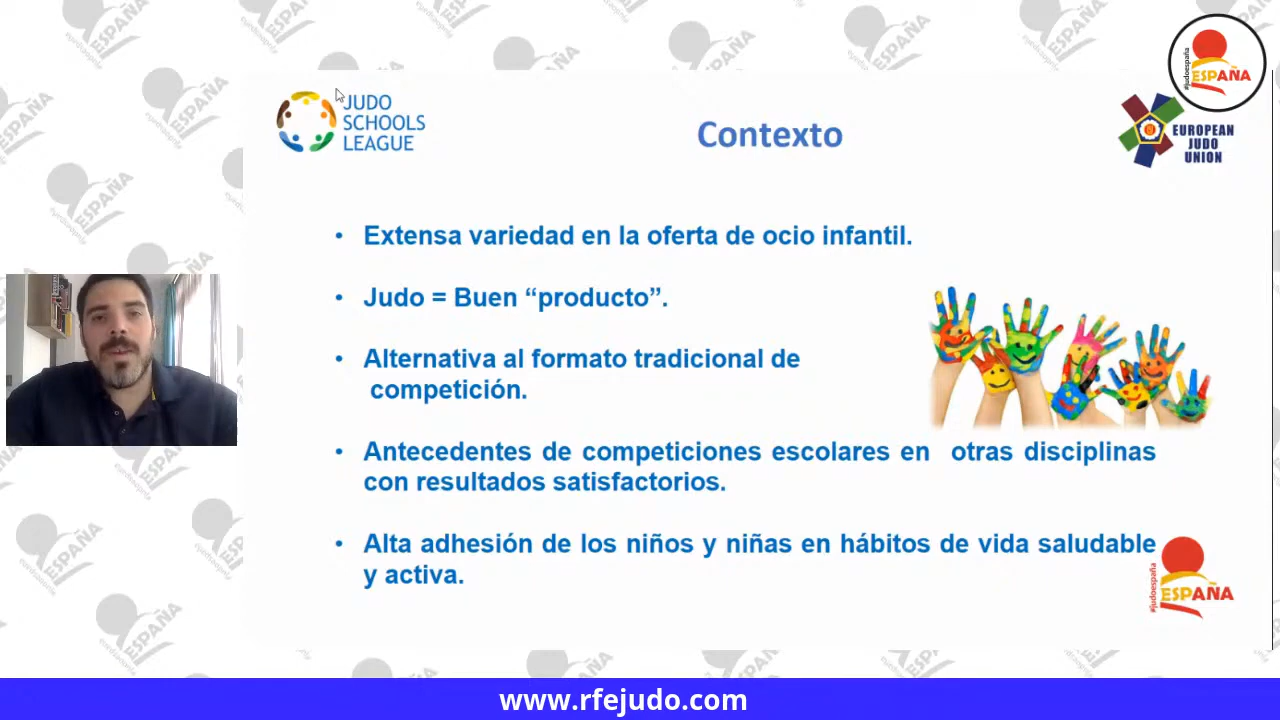 JUDO
SCHOOLS
LEAGUE
Contexto
#judoespaña
ESPAÑA
EUROPEAN
JUDO
UNION
• Extensa variedad en la oferta de ocio infantil.
• Judo = Buen “producto”.
• Alternativa al formato tradicional de
competición.
• Antecedentes de competiciones escolares en otras disciplinas
con resultados satisfactorios.
• Alta adhesión de los niños y niñas en hábitos de vida saludable
y activa.
#judoespaña
ESPAÑA
www.rfejudo.com